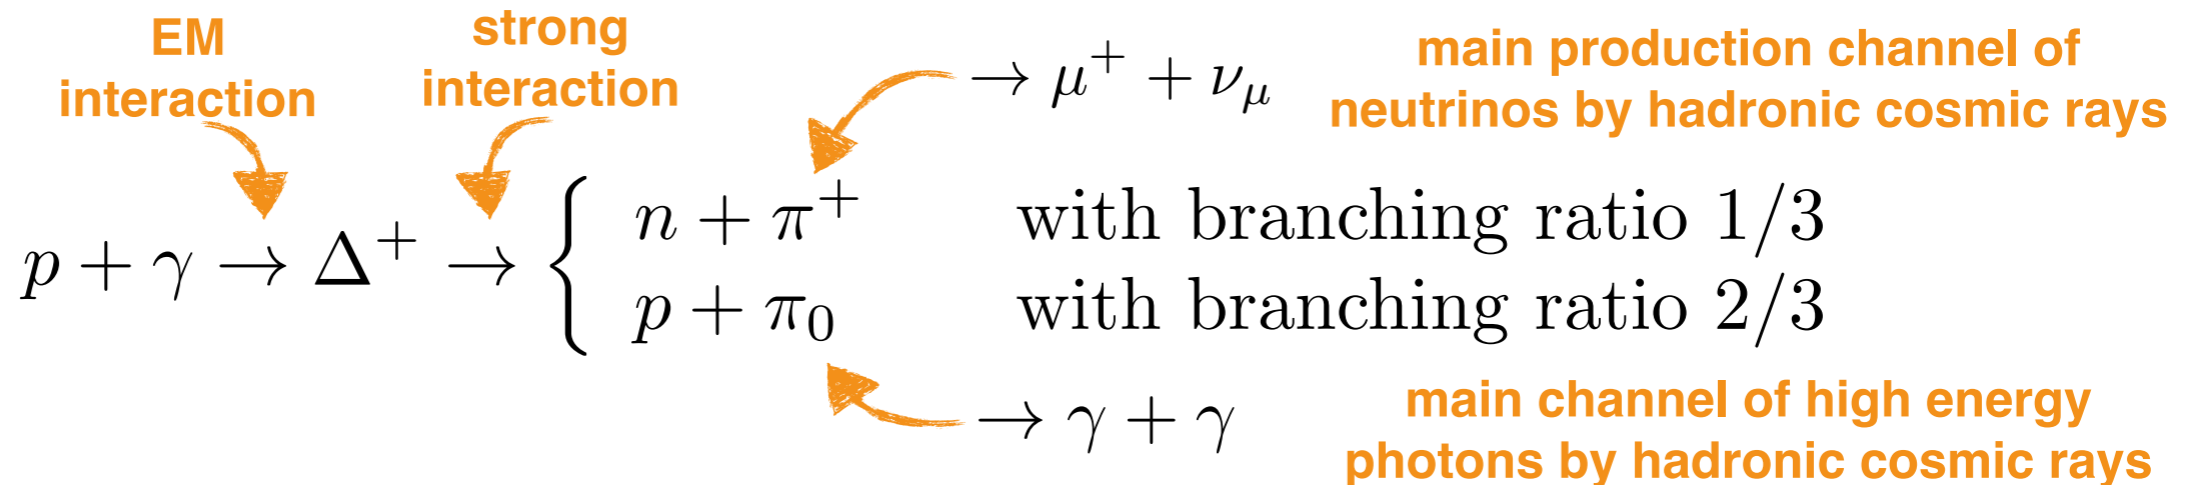 EM
interaction
strong
interaction
→ μ⁺ + ν_μ
main production channel of
neutrinos by hadronic cosmic rays
p + γ → Δ⁺ → {
n + π⁺ with branching ratio 1/3
p + π₀ with branching ratio 2/3
→ γ + γ
main channel of high energy
photons by hadronic cosmic rays